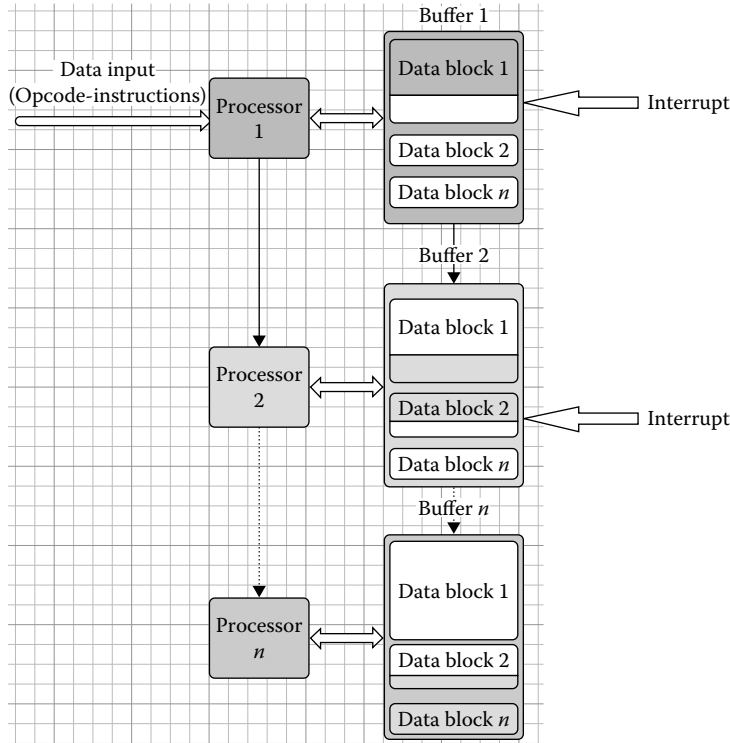 Buffer 1
Data input
(Opcode-instructions)
Processor
1
Data block 1
Interrupt
Data block 2
Data block n
Buffer 2
Processor
2
Data block 1
Data block 2
Interrupt
Data block n
Buffer n
Processor
n
Data block 1
Data block 2
Data block n